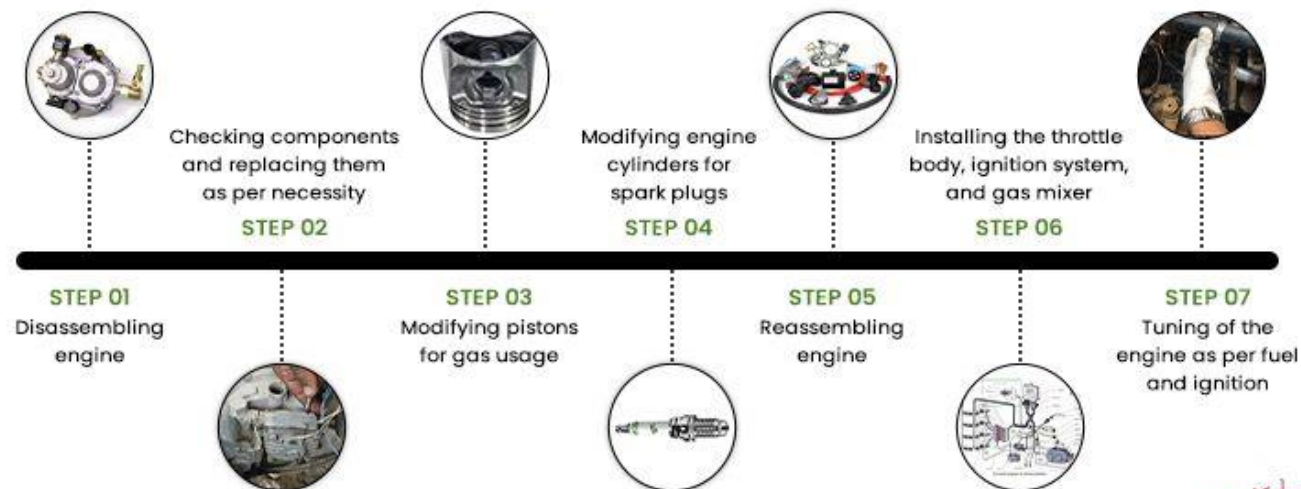 STEP 01
Disassembling
engine
Checking components
and replacing them
as per necessity
STEP 02
STEP 03
Modifying pistons
for gas usage
Modifying engine
cylinders for
spark plugs
STEP 04
STEP 05
Reassembling
engine
Installing the throttle
body, ignition system,
and gas mixer
STEP 06
STEP 07
Tuning of the
engine as per fuel
and ignition